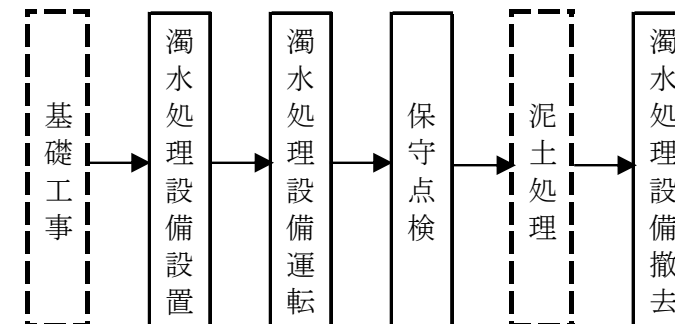 基礎工事
濁水処理設備設置
濁水処理設備運転
保守点検
泥土処理
濁水処理設備撤去